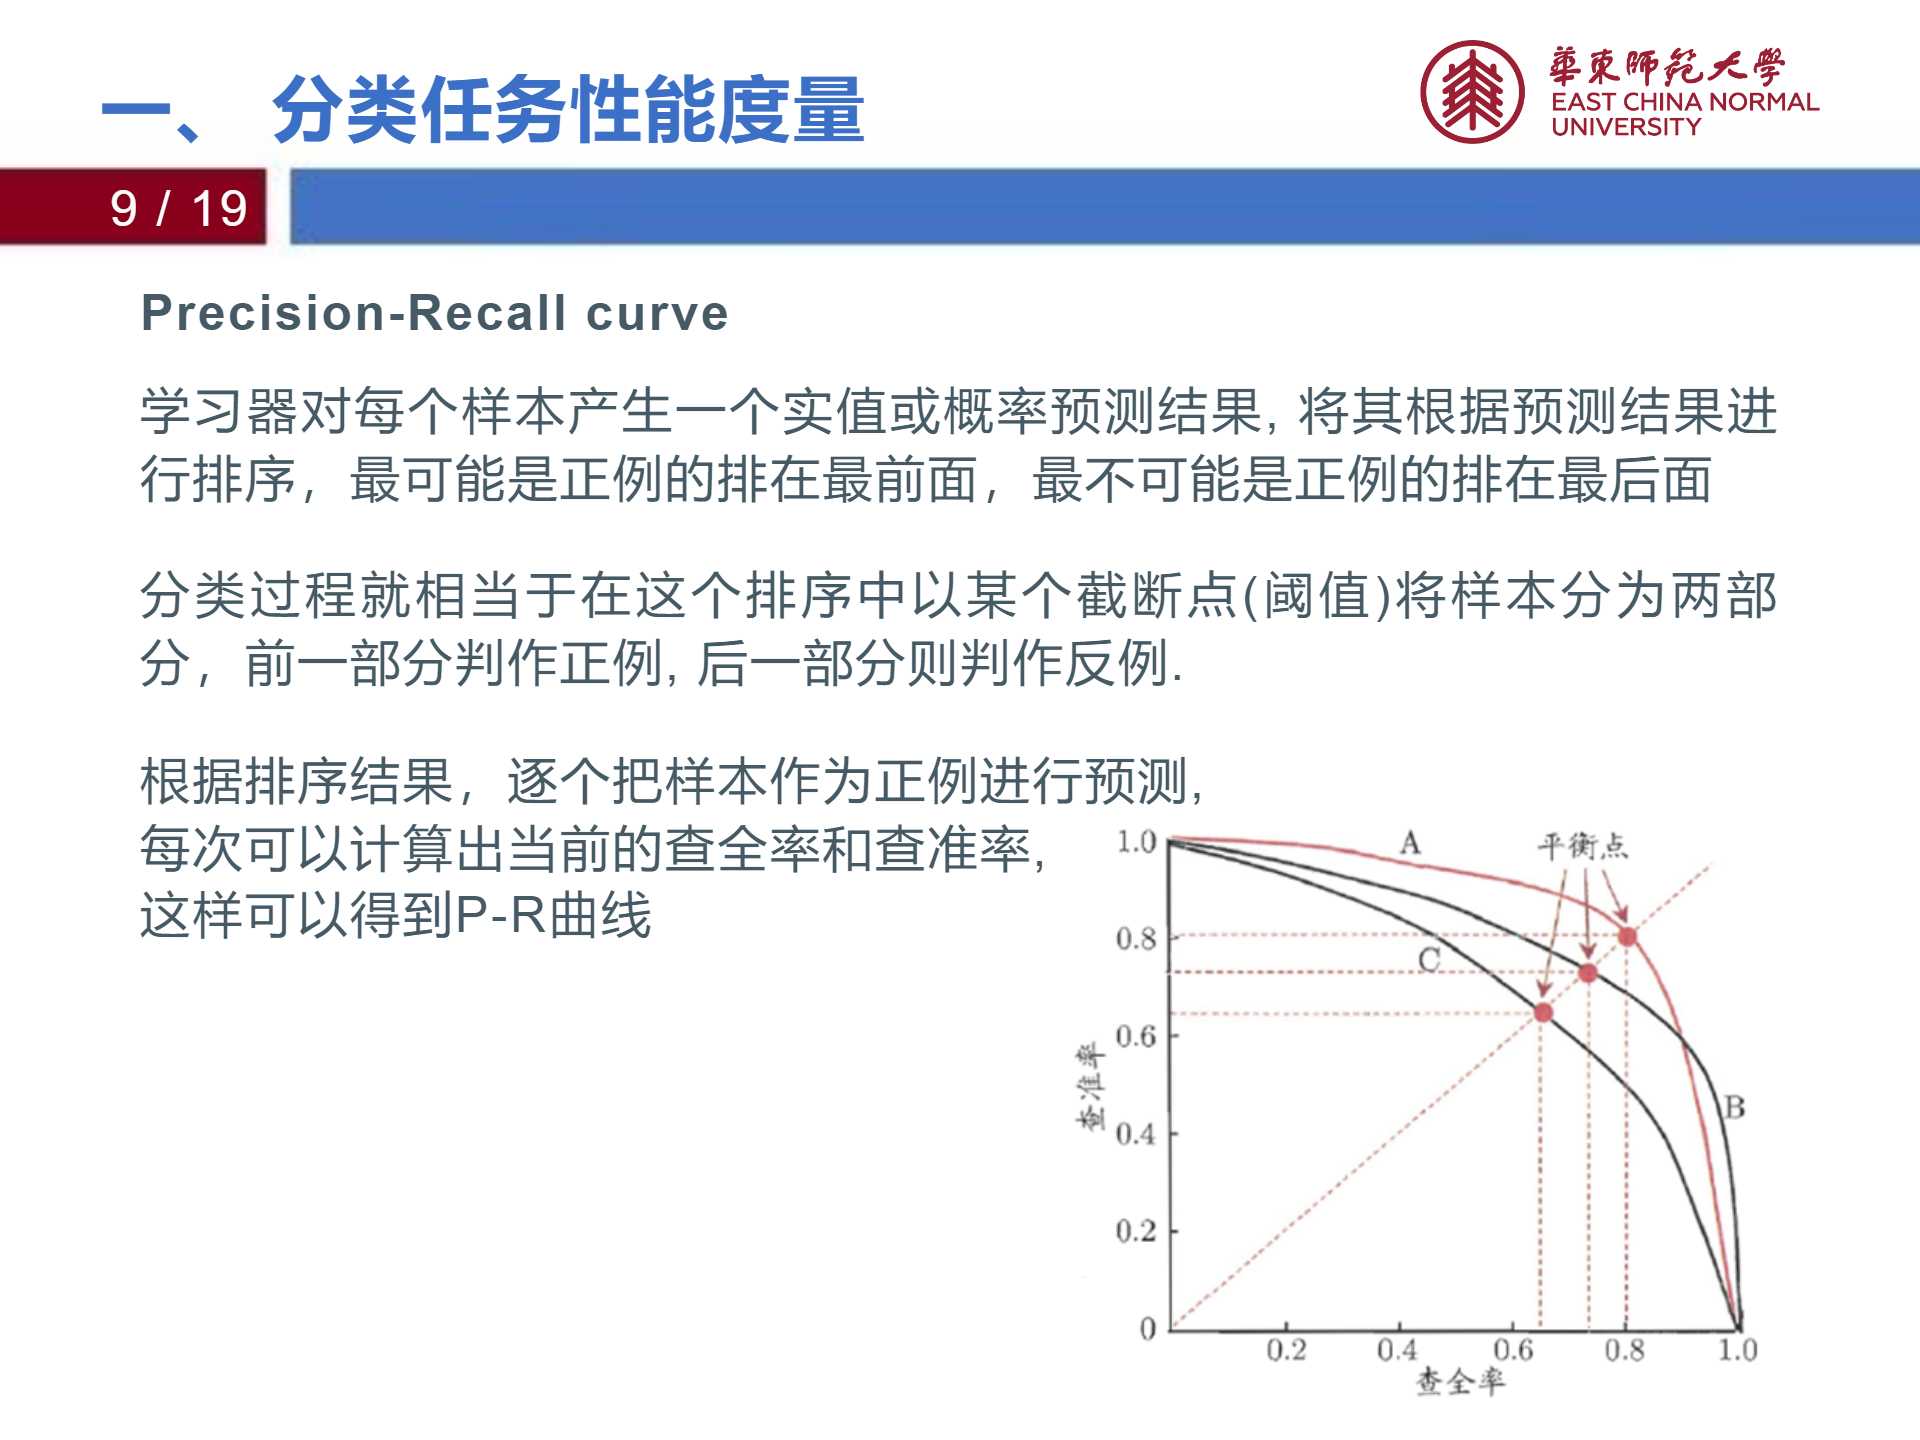 一、 分类任务性能度量
華東师範大學
EAST CHINA NORMAL
UNIVERSITY
9 / 19
Precision-Recall curve
学习器对每个样本产生一个实值或概率预测结果, 将其根据预测结果进
行排序，最可能是正例的排在最前面，最不可能是正例的排在最后面
分类过程就相当于在这个排序中以某个截断点(阈值)将样本分为两部
分，前一部分判作正例, 后一部分则判作反例.
根据排序结果，逐个把样本作为正例进行预测,
每次可以计算出当前的查全率和查准率,
这样可以得到P-R曲线
1.0
A
平衡点
0.8
C
0.6
查准率
B
0.4
0.2
0
0.2 0.4 0.6 0.8 1.0
查全率